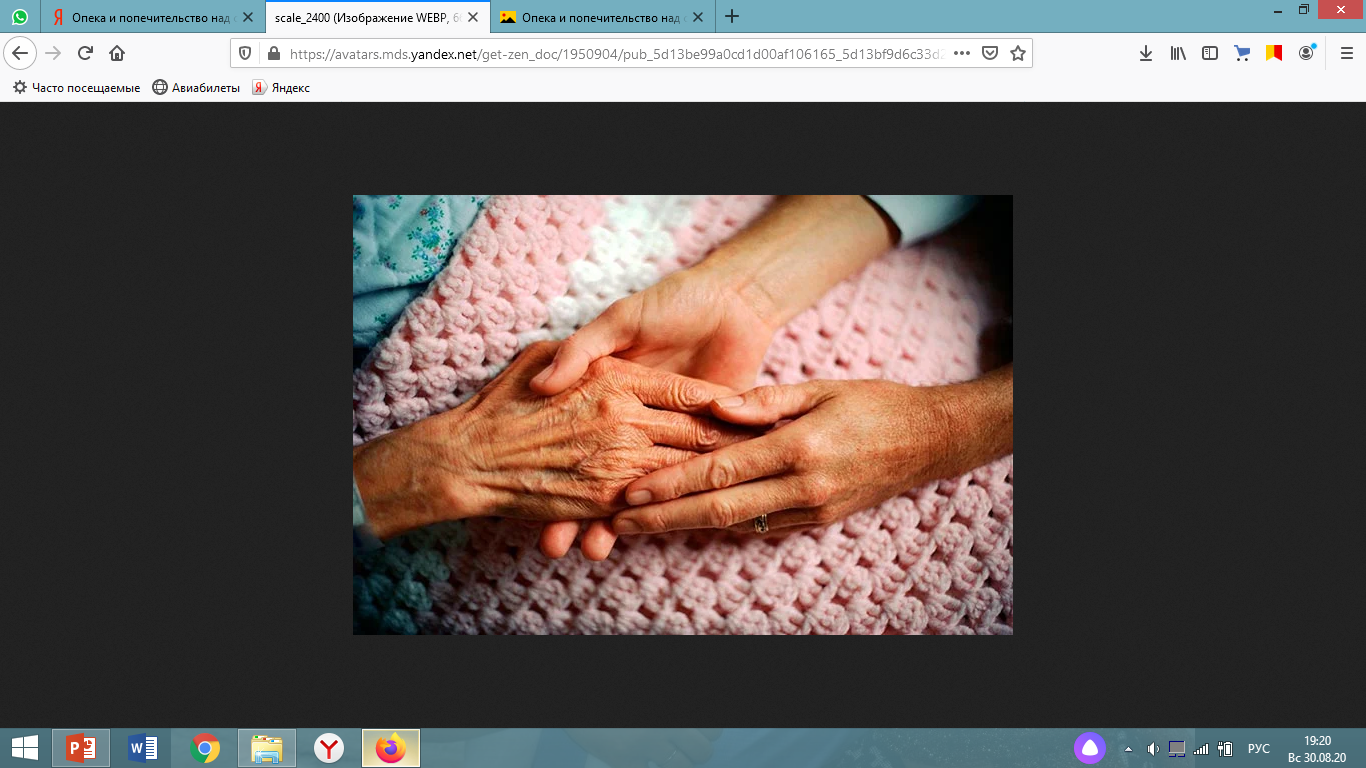 Опека и попечительство над
scale_2400 (Изображение WEBP,
Опека и попечительство над
https://avatars.mds.yandex.net/get-zen_doc/1950904/pub_5d13be99a0cd1d00af106165_5d13bf9d6c33d
Часто посещаемые
Авиабилеты
Яндекс
19:20
РУС
Вс 30.08.20